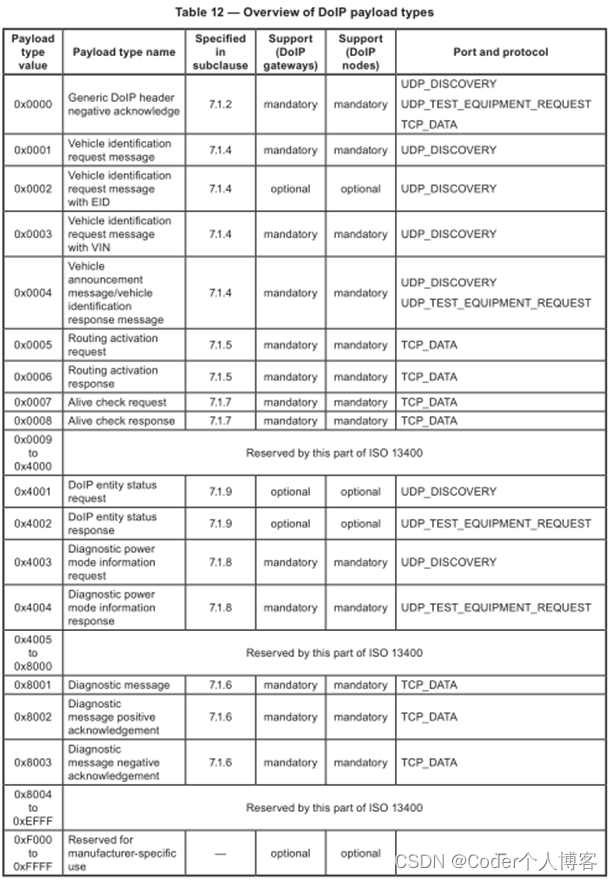 Table 12 — Overview of DoIP payload types
Payload type value | Payload type name | Specified in subclause | Support (DoIP gateways) | Support (DoIP nodes) | Port and protocol
0x0000 | Generic DoIP header negative acknowledge | 7.1.2 | mandatory | mandatory | UDP_DISCOVERY UDP_TEST_EQUIPMENT_REQUEST TCP_DATA
0x0001 | Vehicle identification request message | 7.1.4 | mandatory | mandatory | UDP_DISCOVERY
0x0002 | Vehicle identification request message with EID | 7.1.4 | optional | optional | UDP_DISCOVERY
0x0003 | Vehicle identification request message with VIN | 7.1.4 | mandatory | mandatory | UDP_DISCOVERY
0x0004 | Vehicle announcement message/vehicle identification response message | 7.1.4 | mandatory | mandatory | UDP_DISCOVERY UDP_TEST_EQUIPMENT_REQUEST
0x0005 | Routing activation request | 7.1.5 | mandatory | mandatory | TCP_DATA
0x0006 | Routing activation response | 7.1.5 | mandatory | mandatory | TCP_DATA
0x0007 | Alive check request | 7.1.7 | mandatory | mandatory | TCP_DATA
0x0008 | Alive check response | 7.1.7 | mandatory | mandatory | TCP_DATA
0x0009 to 0x4000 | Reserved by this part of ISO 13400
0x4001 | DoIP entity status request | 7.1.9 | optional | optional | UDP_DISCOVERY
0x4002 | DoIP entity status response | 7.1.9 | optional | optional | UDP_TEST_EQUIPMENT_REQUEST
0x4003 | Diagnostic power mode information request | 7.1.8 | mandatory | mandatory | UDP_DISCOVERY
0x4004 | Diagnostic power mode information response | 7.1.8 | mandatory | mandatory | UDP_TEST_EQUIPMENT_REQUEST
0x4005 to 0x8000 | Reserved by this part of ISO 13400
0x8001 | Diagnostic message | 7.1.6 | mandatory | mandatory | TCP_DATA
0x8002 | Diagnostic message positive acknowledgement | 7.1.6 | mandatory | mandatory | TCP_DATA
0x8003 | Diagnostic message negative acknowledgement | 7.1.6 | mandatory | mandatory | TCP_DATA
0x8004 to 0xEFFF | Reserved by this part of ISO 13400
0xF000 to 0xFFFF | Reserved for manufacturer-specific use | — | optional | optional | —
CSDN @Coder个人博客